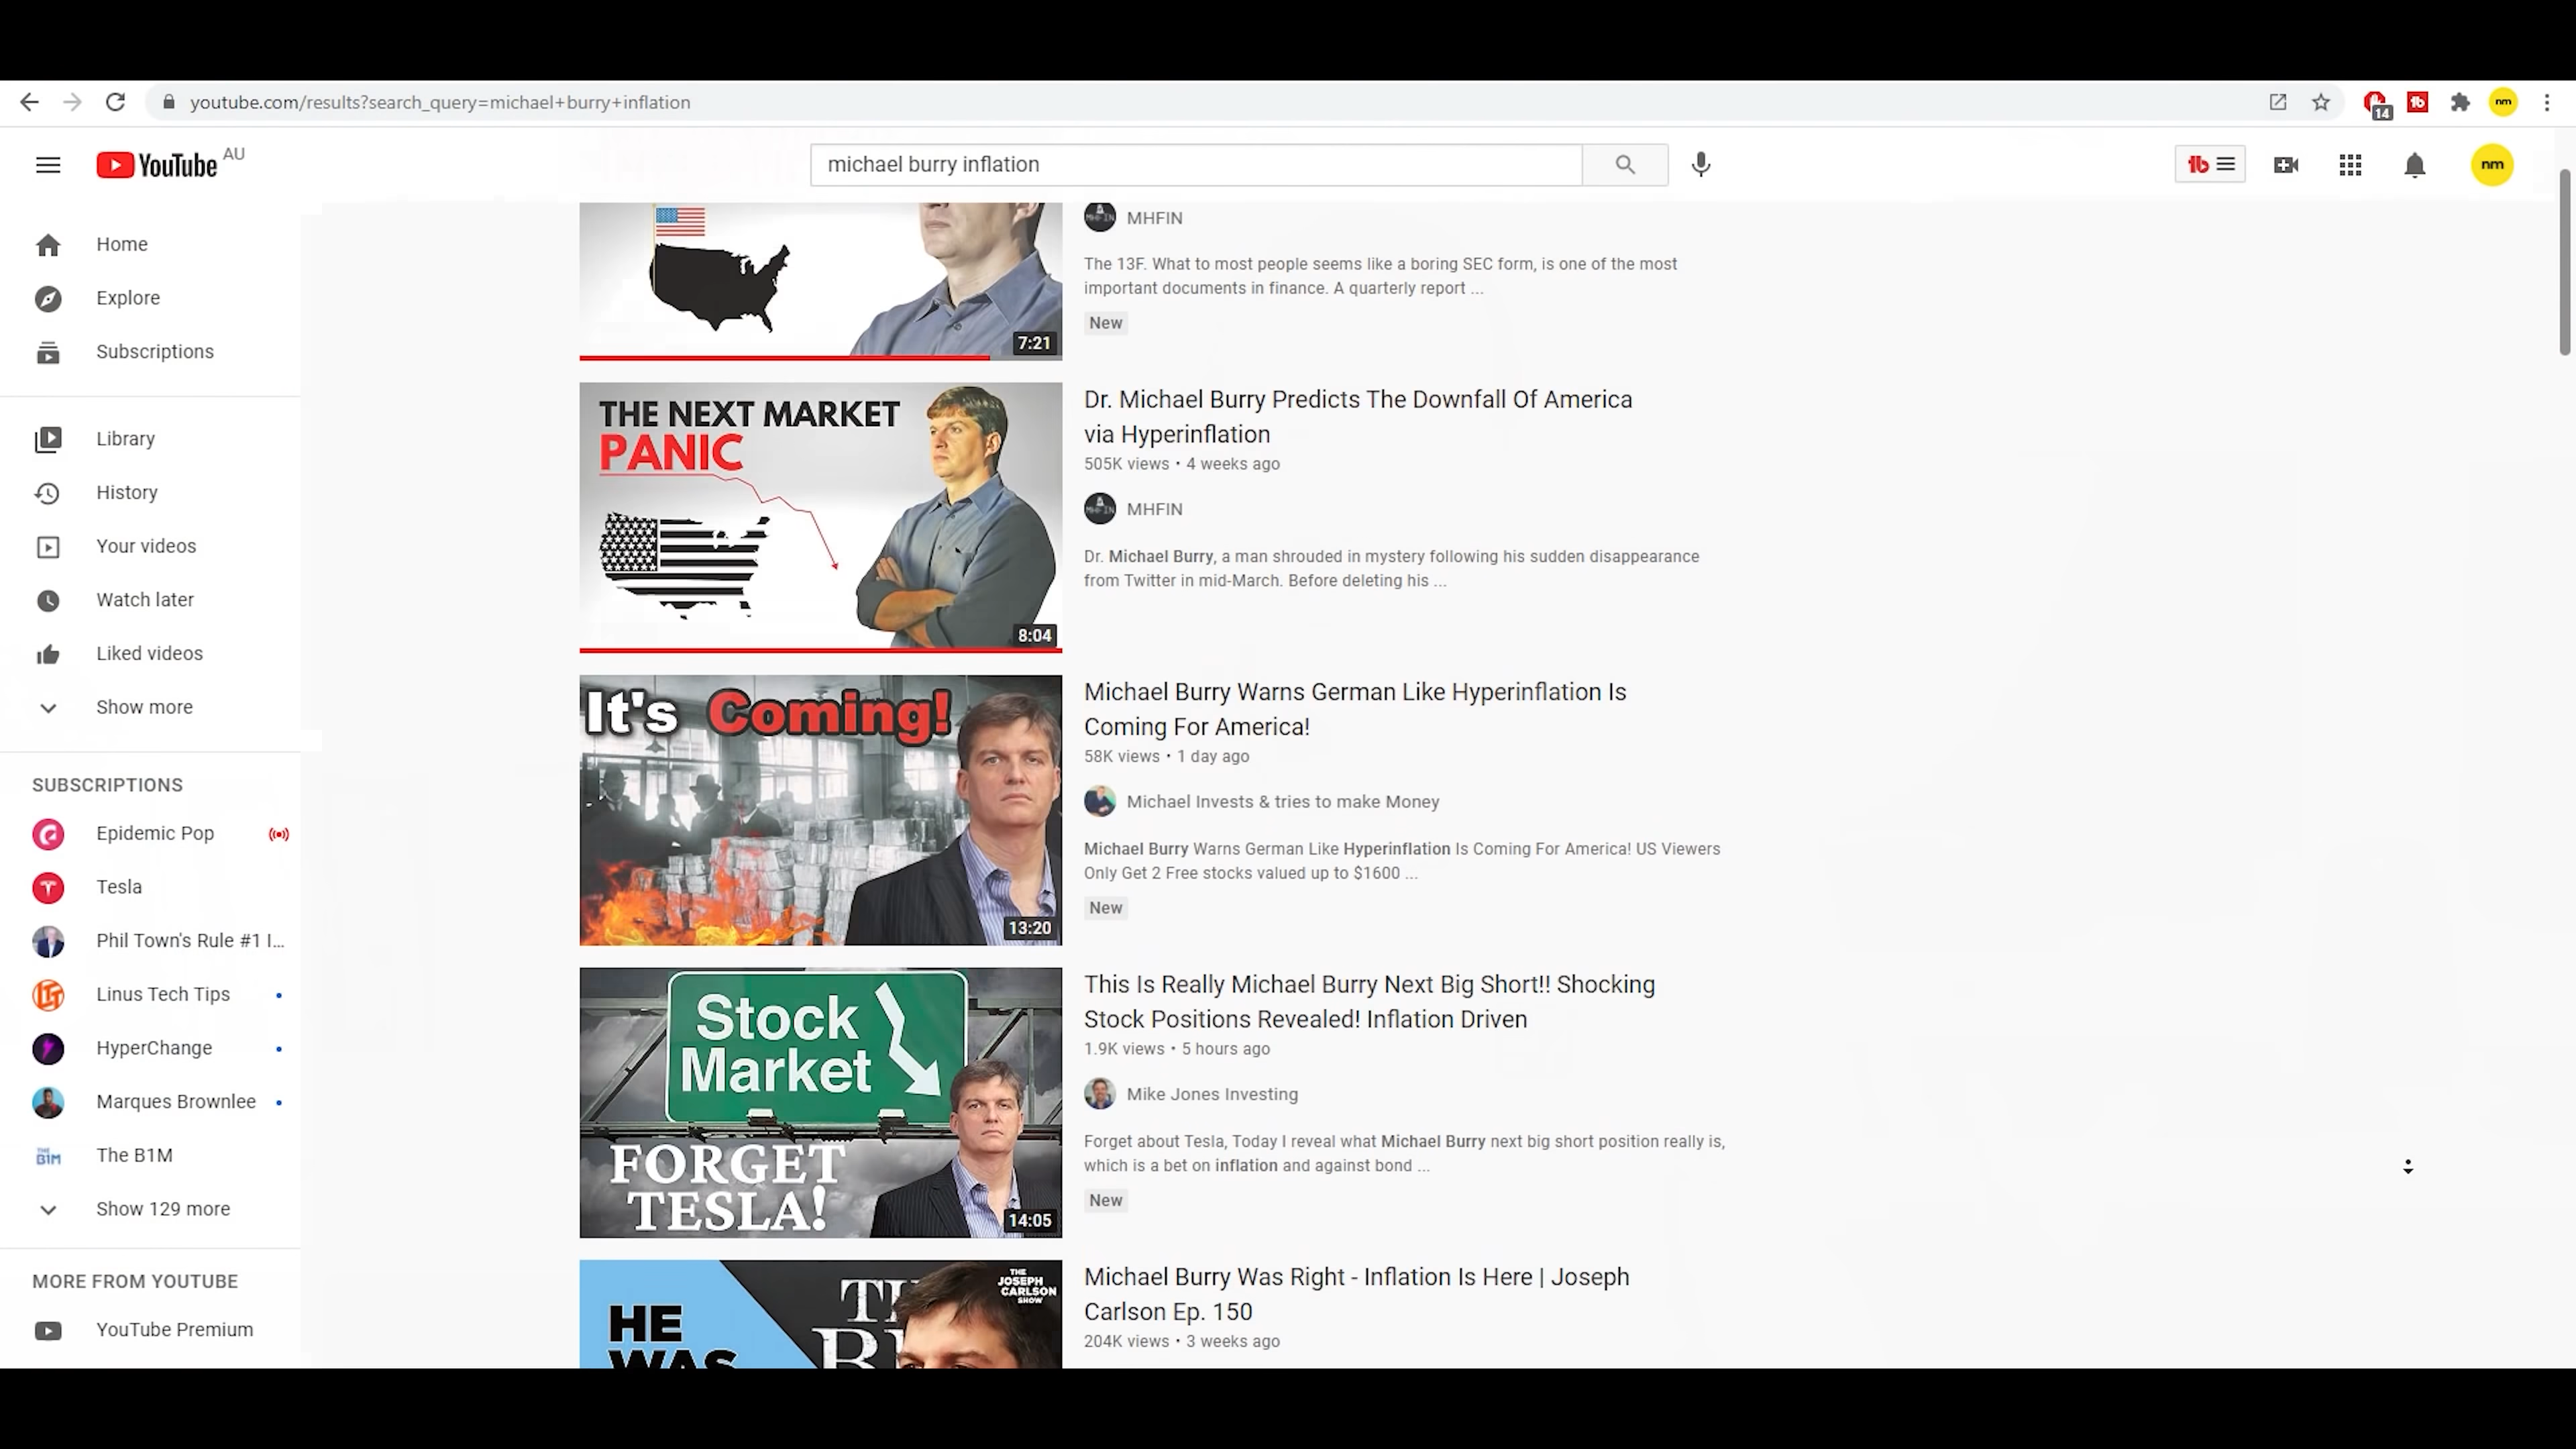 youtube.com/results?search_query=michael+burry+inflation
14
nm
YouTube AU
michael burry inflation
nm
Home
Explore
Subscriptions
Library
History
Your videos
Watch later
Liked videos
Show more
SUBSCRIPTIONS
Epidemic Pop
Tesla
Phil Town's Rule #1 I...
Linus Tech Tips
HyperChange
Marques Brownlee
THE B1M
The B1M
Show 129 more
MORE FROM YOUTUBE
YouTube Premium
7:21
MHFIN
The 13F. What to most people seems like a boring SEC form, is one of the most
important documents in finance. A quarterly report ...
New
THE NEXT MARKET
PANIC
8:04
Dr. Michael Burry Predicts The Downfall Of America
via Hyperinflation
505K views • 4 weeks ago
MHFIN
Dr. Michael Burry, a man shrouded in mystery following his sudden disappearance
from Twitter in mid-March. Before deleting his ...
It's Coming!
13:20
Michael Burry Warns German Like Hyperinflation Is
Coming For America!
58K views • 1 day ago
Michael Invests & tries to make Money
Michael Burry Warns German Like Hyperinflation Is Coming For America! US Viewers
Only Get 2 Free stocks valued up to $1600 ...
New
Stock
Market
FORGET
TESLA!
14:05
This Is Really Michael Burry Next Big Short!! Shocking
Stock Positions Revealed! Inflation Driven
1.9K views • 5 hours ago
Mike Jones Investing
Forget about Tesla, Today I reveal what Michael Burry next big short position really is,
which is a bet on inflation and against bond ...
New
HE
WAS
THE
JOSEPH
CARLSON
SHOW
Michael Burry Was Right - Inflation Is Here | Joseph
Carlson Ep. 150
204K views • 3 weeks ago